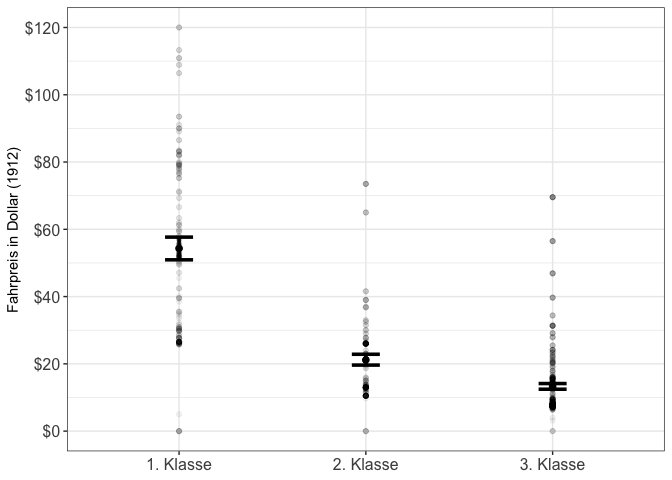 $120
$100
$80
$60
$40
$20
$0
Fahrpreis in Dollar (1912)
1. Klasse
2. Klasse
3. Klasse